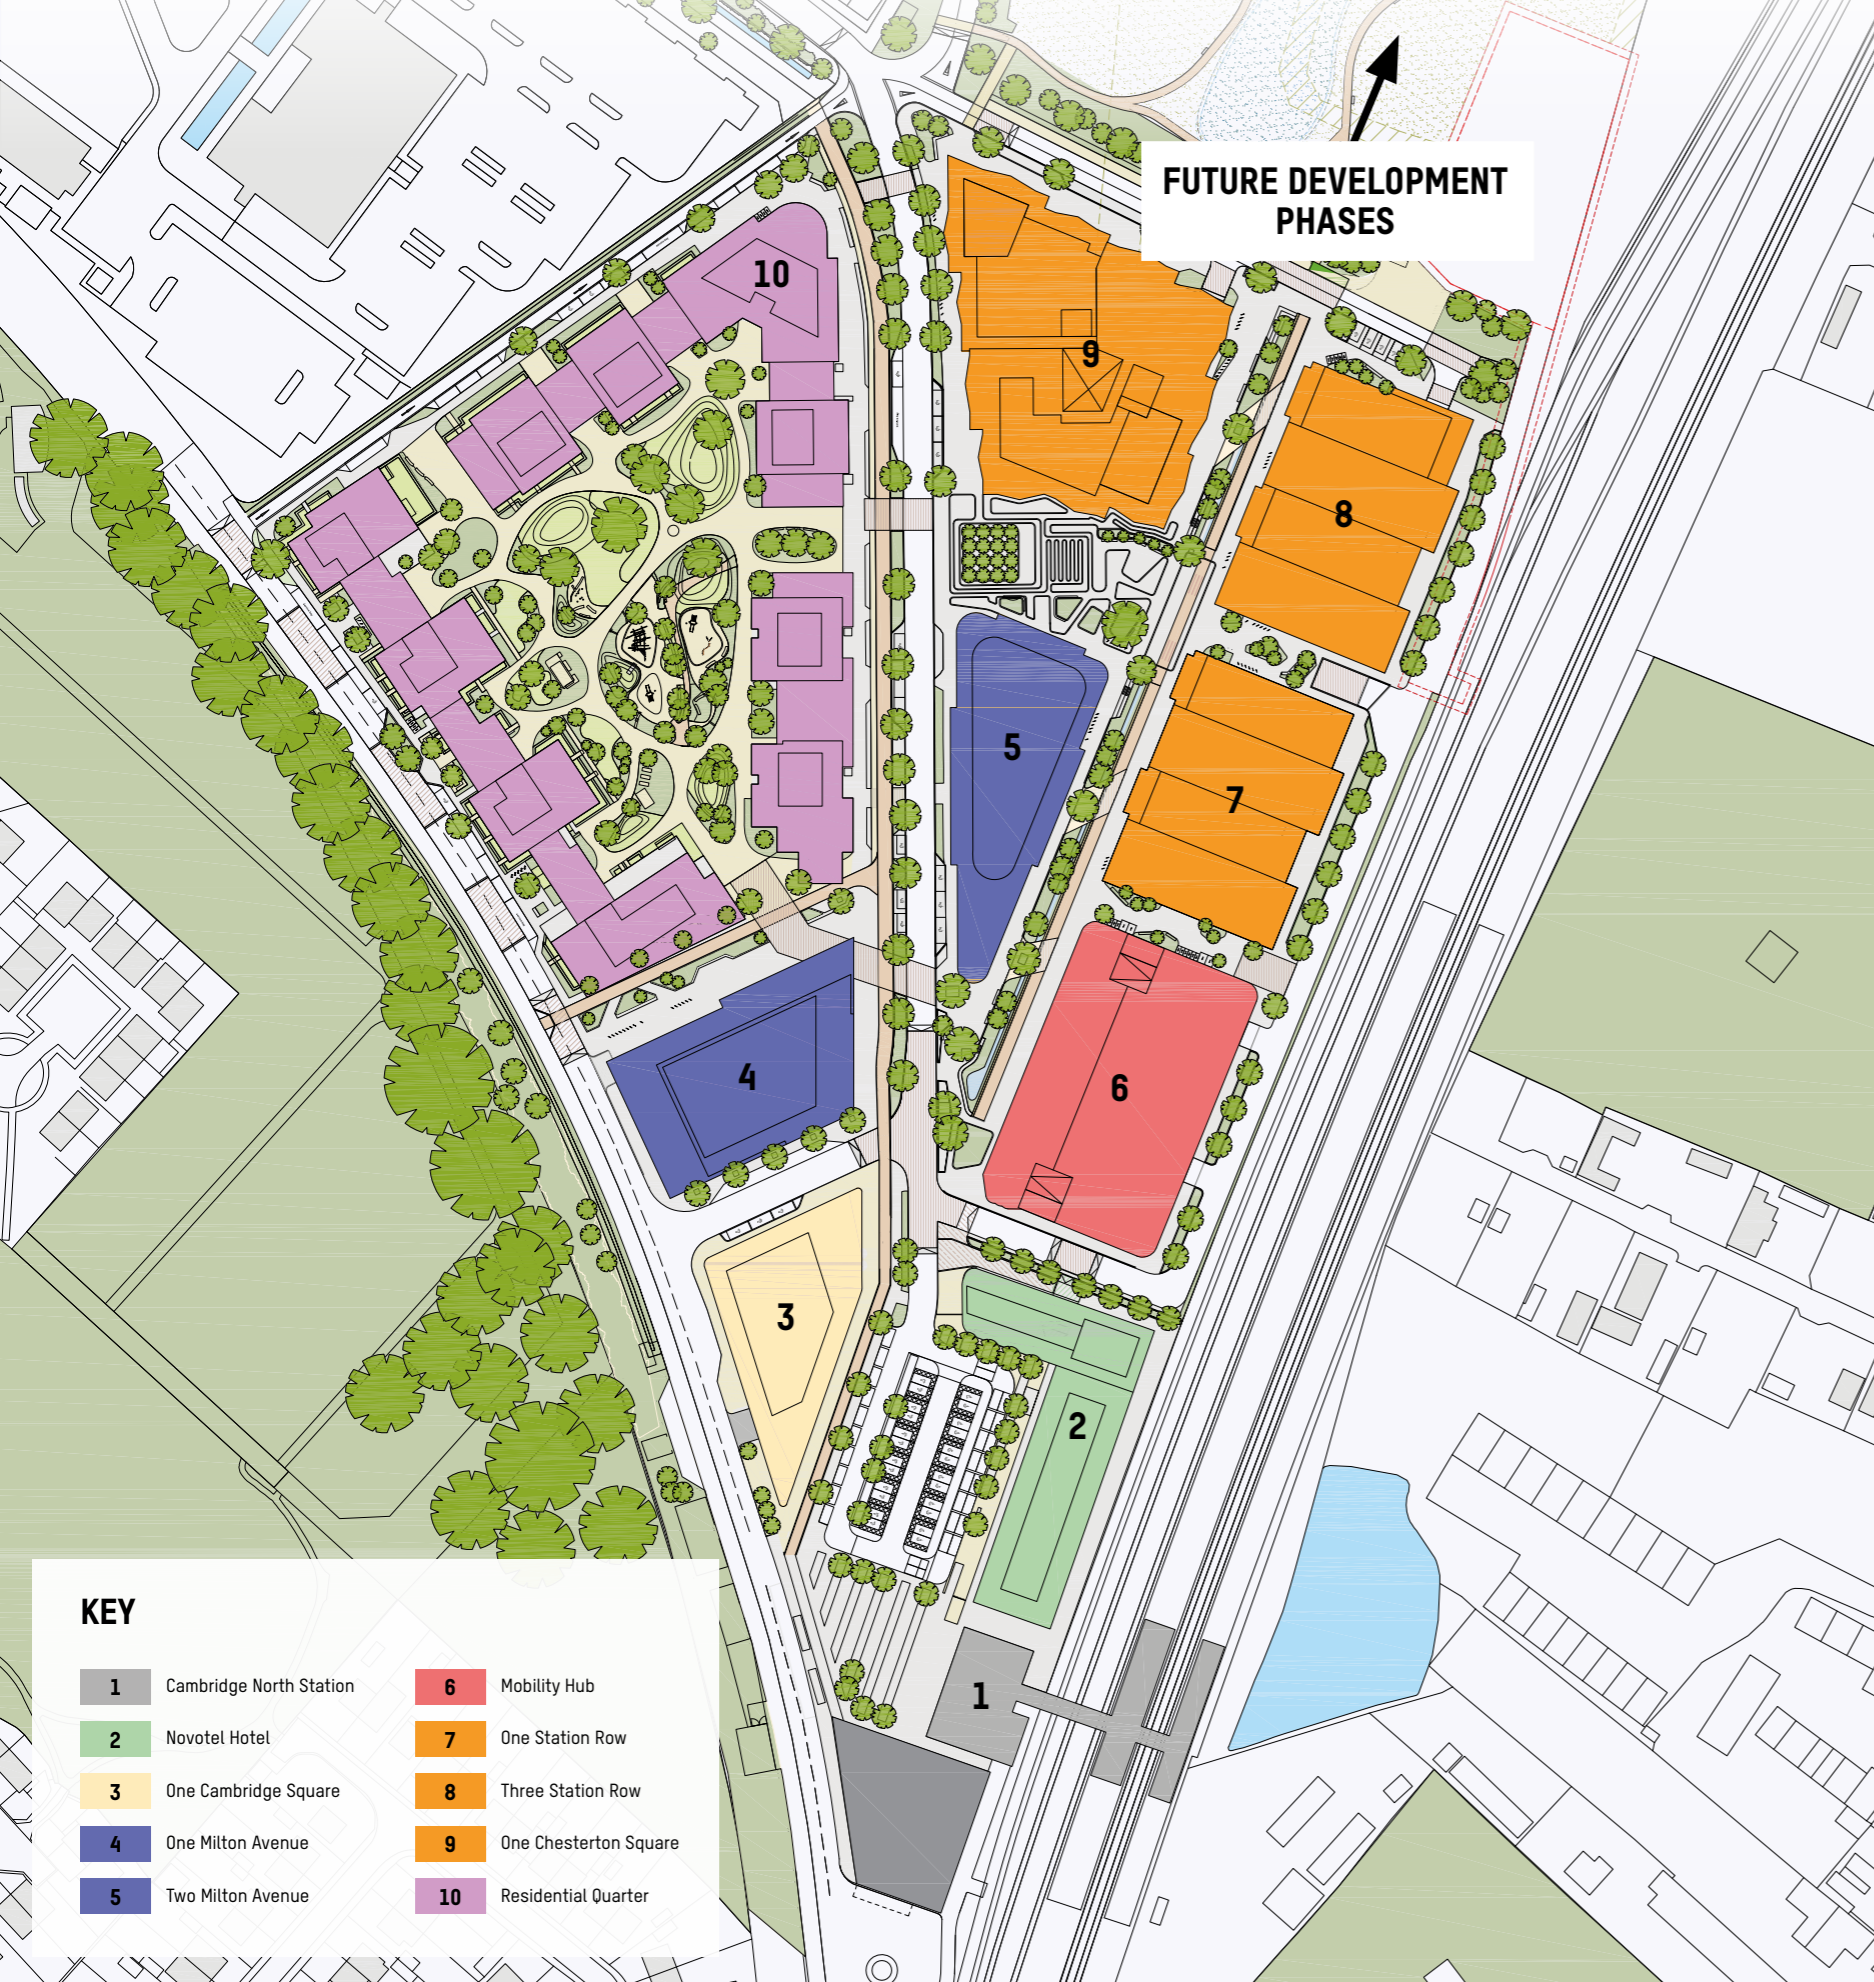 FUTURE DEVELOPMENT
PHASES
10
9
8
5
7
4
6
3
2
1
KEY
1 Cambridge North Station
2 Novotel Hotel
3 One Cambridge Square
4 One Milton Avenue
5 Two Milton Avenue
6 Mobility Hub
7 One Station Row
8 Three Station Row
9 One Chesterton Square
10 Residential Quarter